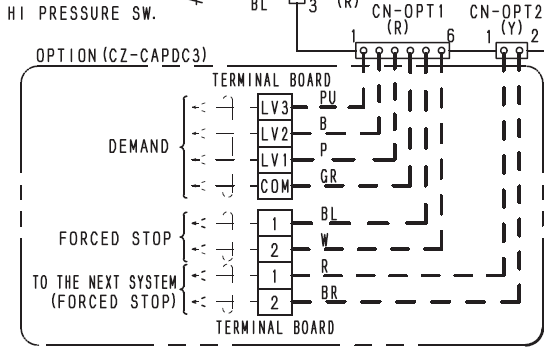 HI PRESSURE SW.
BL 3 (R)
CN-OPT1 CN-OPT2
(R) (Y)
1 6 1 2
OPTION (CZ-CAPDC3)
TERMINAL BOARD
LV3 PU
LV2 B
DEMAND
LV1 P
COM GR
1 BL
FORCED STOP
2 W
TO THE NEXT SYSTEM 1 R
(FORCED STOP) 2 BR
TERMINAL BOARD